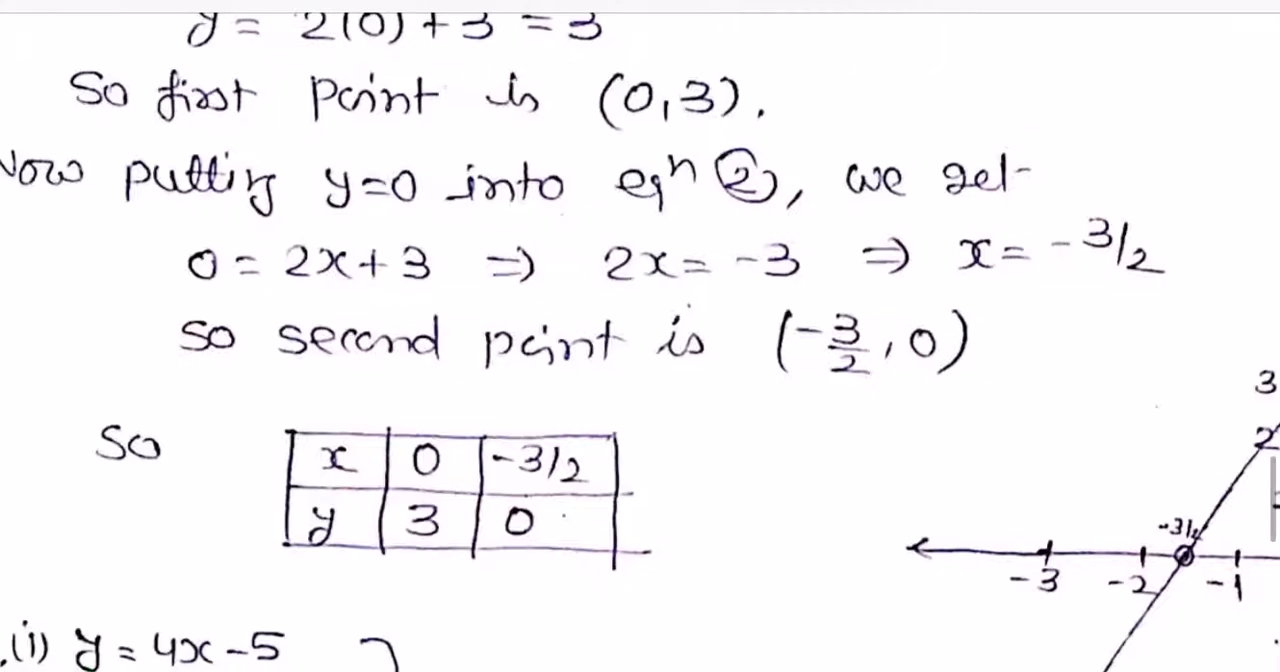 y = 2(0) + 3 = 3
So first point is (0,3).
Now putting y=0 into eqⁿ ②, we get
0 = 2x+3 ⇒ 2x = -3 ⇒ x = -3/2
so second point is (-3/2, 0)
So
x 0 -3/2
y 3 0
3
2
-3/2
-3 -2 -1
(i) y = 4x - 5